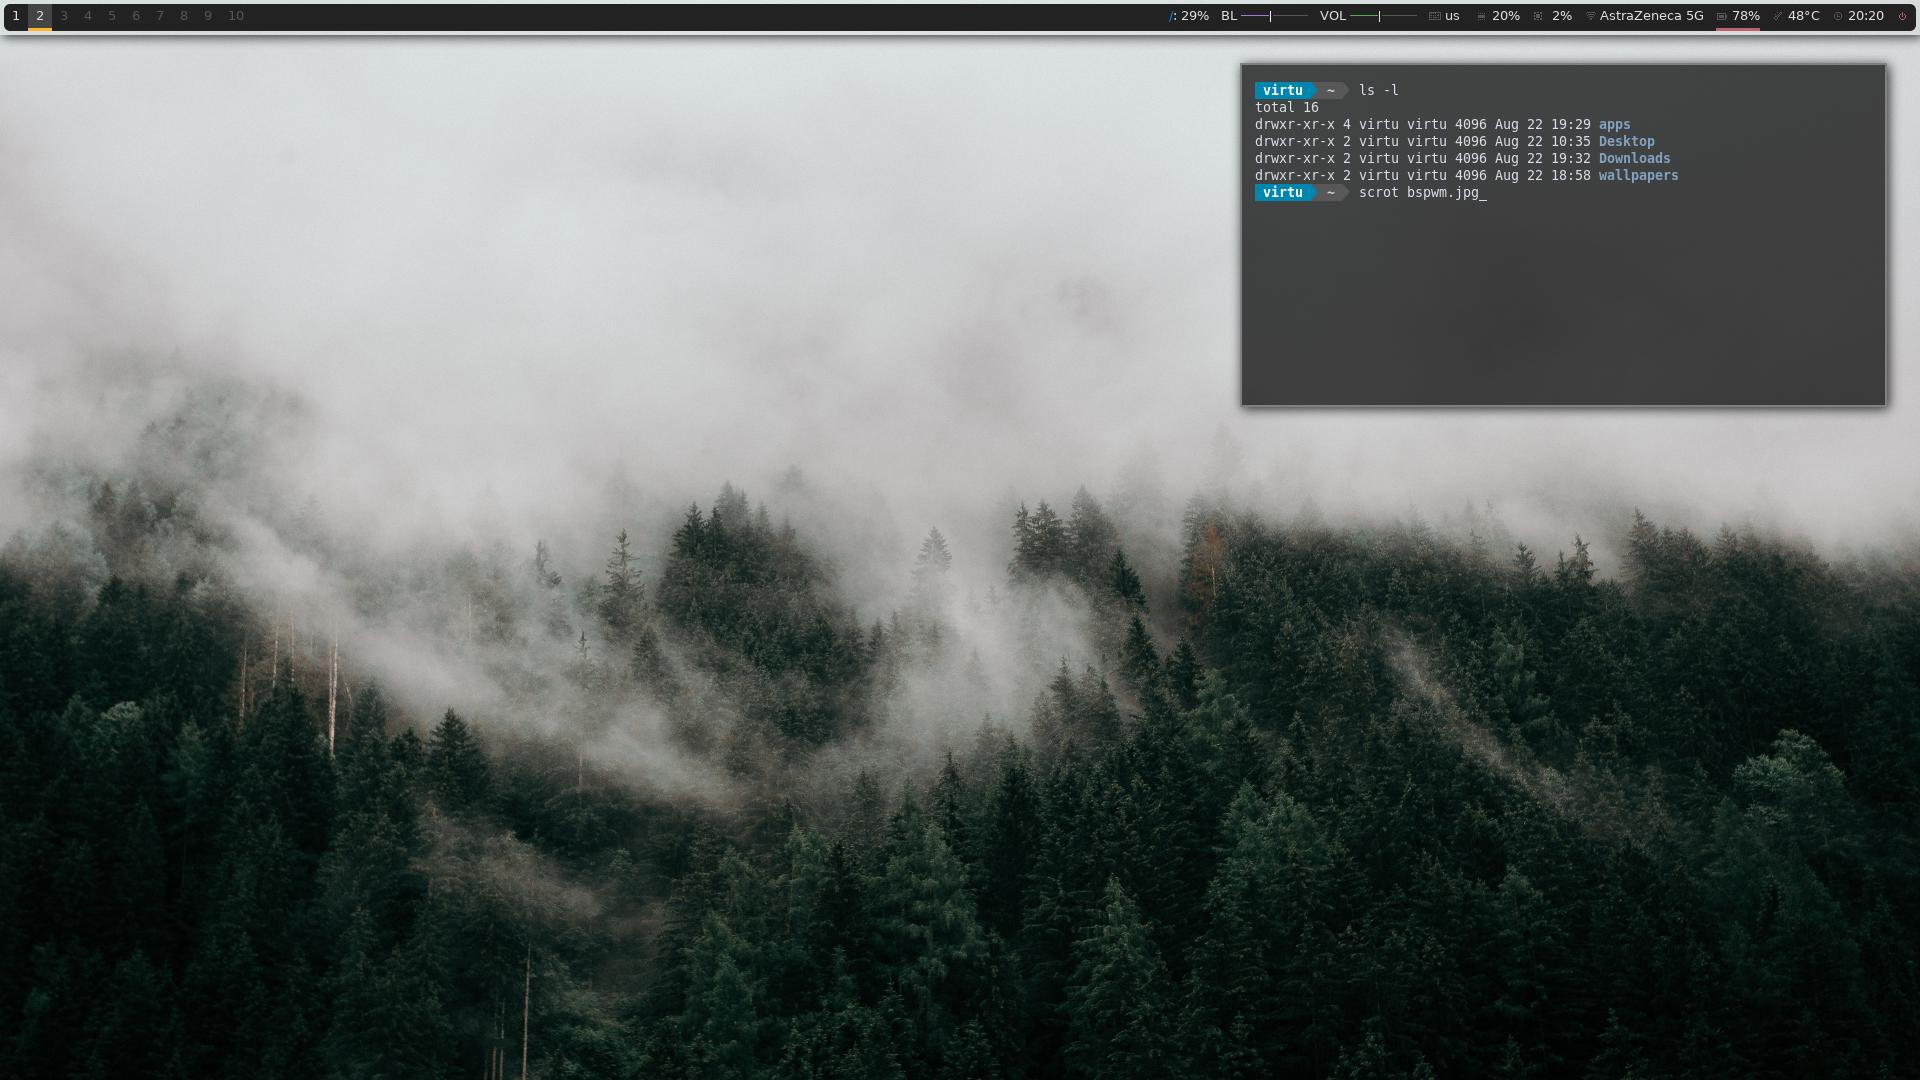 1 2 3 4 5 6 7 8 9 10
/: 29% BL VOL us 20% 2% AstraZeneca 5G 78% 48°C 20:20
virtu ~ ls -l
total 16
drwxr-xr-x 4 virtu virtu 4096 Aug 22 19:29 apps
drwxr-xr-x 2 virtu virtu 4096 Aug 22 10:35 Desktop
drwxr-xr-x 2 virtu virtu 4096 Aug 22 19:32 Downloads
drwxr-xr-x 2 virtu virtu 4096 Aug 22 18:58 wallpapers
virtu ~ scrot bspwm.jpg_